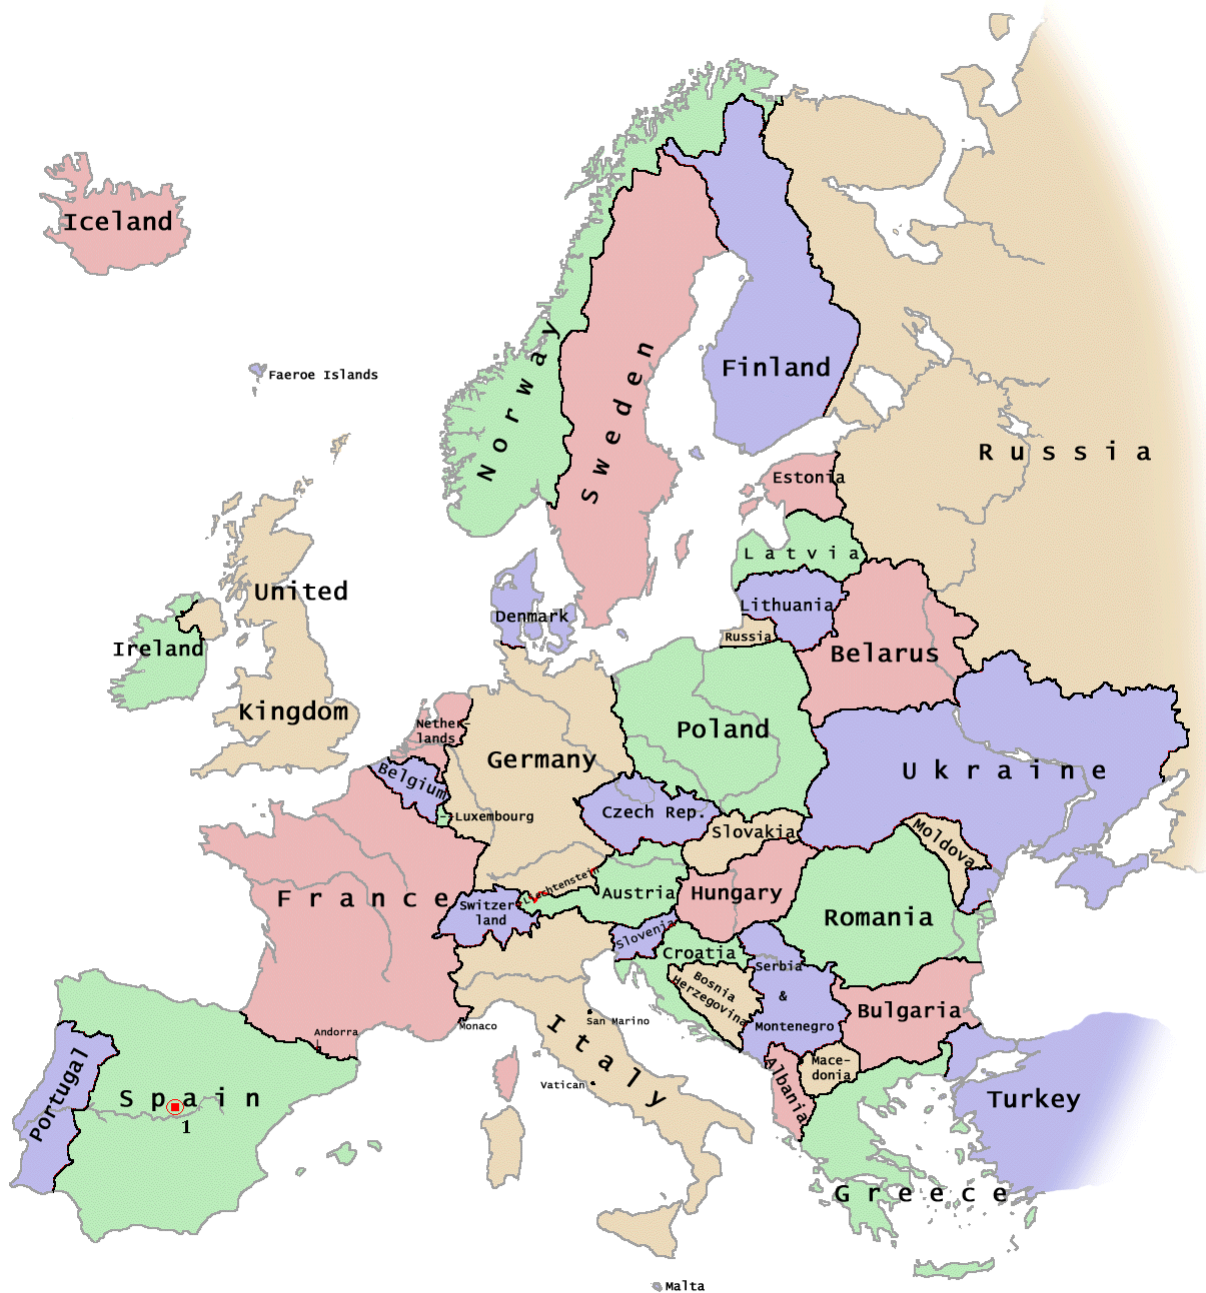 Iceland
Faeroe Islands
Norway
Sweden
Finland
Russia
Estonia
Latvia
Lithuania
Russia
Denmark
United
Kingdom
Ireland
Belarus
Nether-
lands
Belgium
Luxembourg
Germany
Poland
Ukraine
Czech Rep.
Slovakia
Moldova
France
Switzer-
land
Liechtenstein
Austria
Hungary
Romania
Slovenia
Croatia
Bosnia
Herzegovina
Serbia
&
Montenegro
Bulgaria
Andorra
Monaco
San Marino
Italy
Vatican
Albania
Mace-
donia
Portugal
Spain
1
Turkey
Greece
Malta